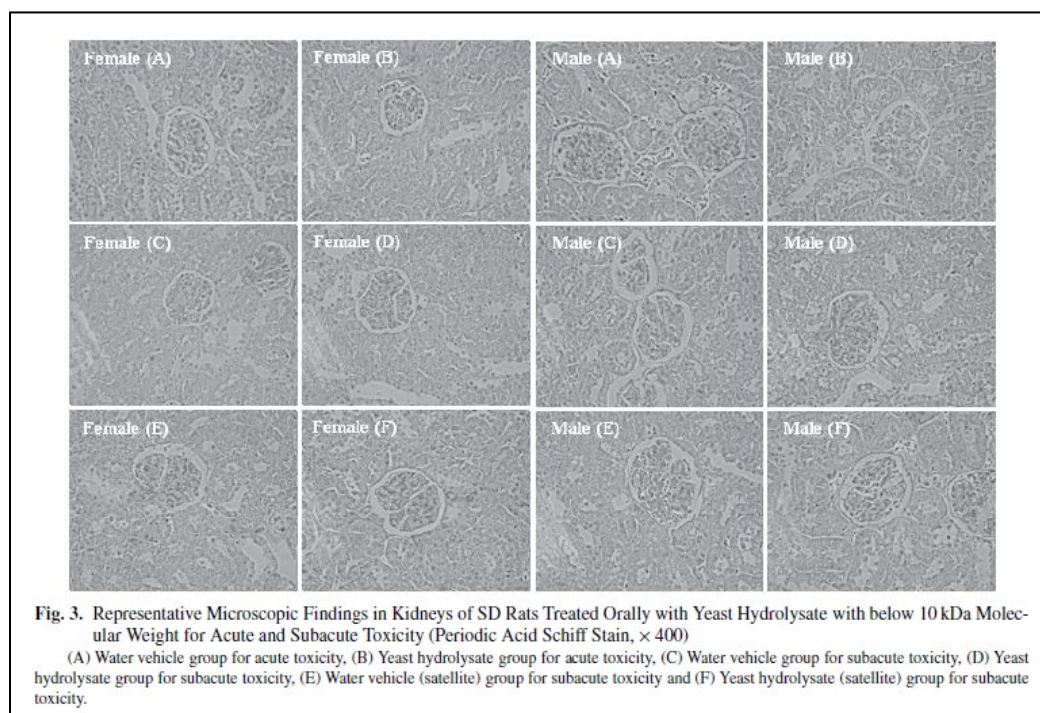 Female (A)
Female (B)
Male (A)
Male (B)
Female (C)
Female (D)
Male (C)
Male (D)
Female (E)
Female (F)
Male (E)
Male (F)
Fig. 3. Representative Microscopic Findings in Kidneys of SD Rats Treated Orally with Yeast Hydrolysate with below 10 kDa Molec-
ular Weight for Acute and Subacute Toxicity (Periodic Acid Schiff Stain, × 400)
(A) Water vehicle group for acute toxicity, (B) Yeast hydrolysate group for acute toxicity, (C) Water vehicle group for subacute toxicity, (D) Yeast
hydrolysate group for subacute toxicity, (E) Water vehicle (satellite) group for subacute toxicity and (F) Yeast hydrolysate (satellite) group for subacute
toxicity.